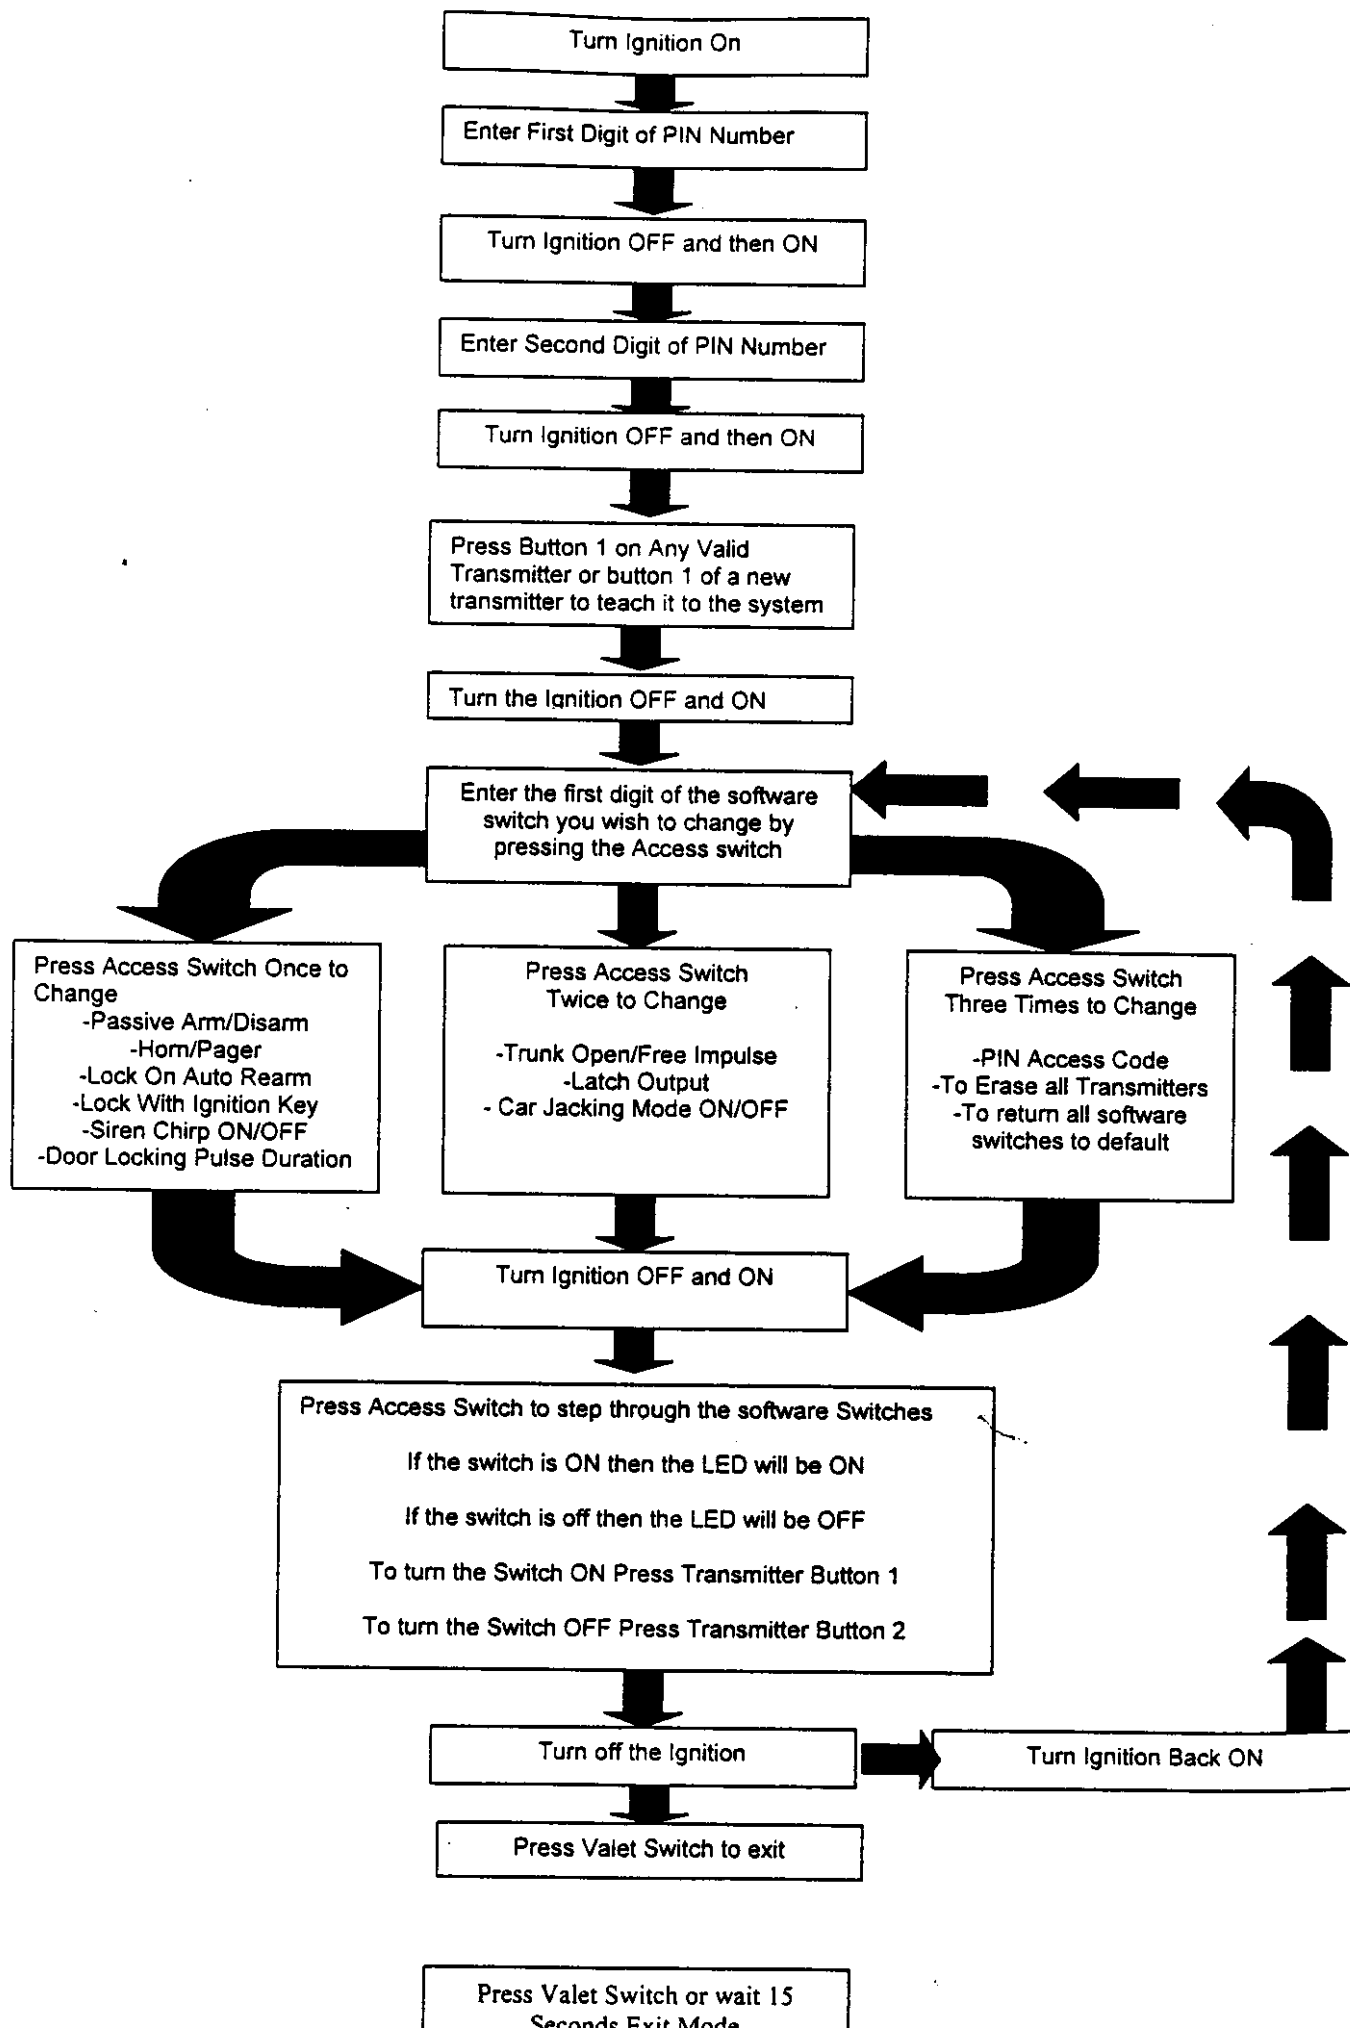 Turn Ignition On
Enter First Digit of PIN Number
Turn Ignition OFF and then ON
Enter Second Digit of PIN Number
Turn Ignition OFF and then ON
Press Button 1 on Any Valid
Transmitter or button 1 of a new
transmitter to teach it to the system
Turn the Ignition OFF and ON
Enter the first digit of the software
switch you wish to change by
pressing the Access switch
Press Access Switch Once to
Change
-Passive Arm/Disarm
-Horn/Pager
-Lock On Auto Rearm
-Lock With Ignition Key
-Siren Chirp ON/OFF
-Door Locking Pulse Duration
Press Access Switch
Twice to Change
-Trunk Open/Free Impulse
-Latch Output
- Car Jacking Mode ON/OFF
Press Access Switch
Three Times to Change
-PIN Access Code
-To Erase all Transmitters
-To return all software
switches to default
Turn Ignition OFF and ON
Press Access Switch to step through the software Switches
If the switch is ON then the LED will be ON
If the switch is off then the LED will be OFF
To turn the Switch ON Press Transmitter Button 1
To turn the Switch OFF Press Transmitter Button 2
Turn off the Ignition
Turn Ignition Back ON
Press Valet Switch to exit
Press Valet Switch or wait 15
Seconds Exit Mode